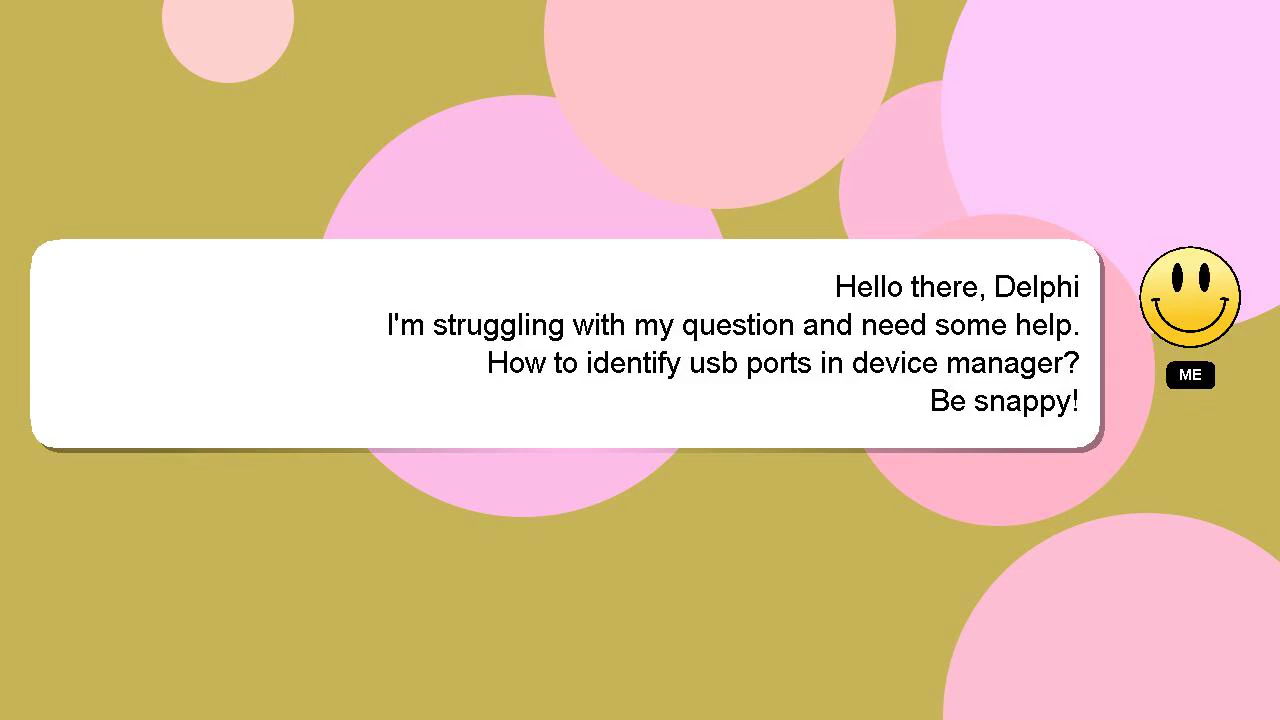 Hello there, Delphi
I'm struggling with my question and need some help.
How to identify usb ports in device manager?
Be snappy!
ME